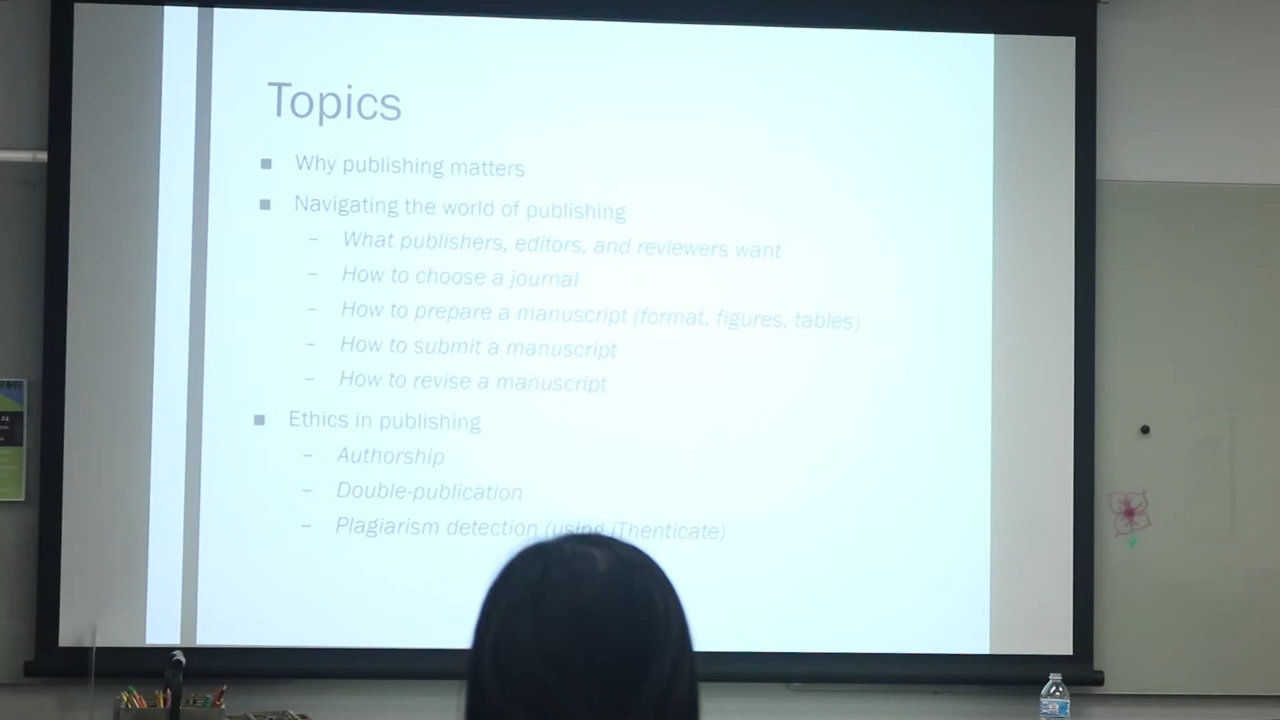 Topics
Why publishing matters
Navigating the world of publishing
– What publishers, editors, and reviewers want
– How to choose a journal
– How to prepare a manuscript (format, figures, tables)
– How to submit a manuscript
– How to revise a manuscript
Ethics in publishing
– Authorship
– Double-publication
– Plagiarism detection (using iThenticate)